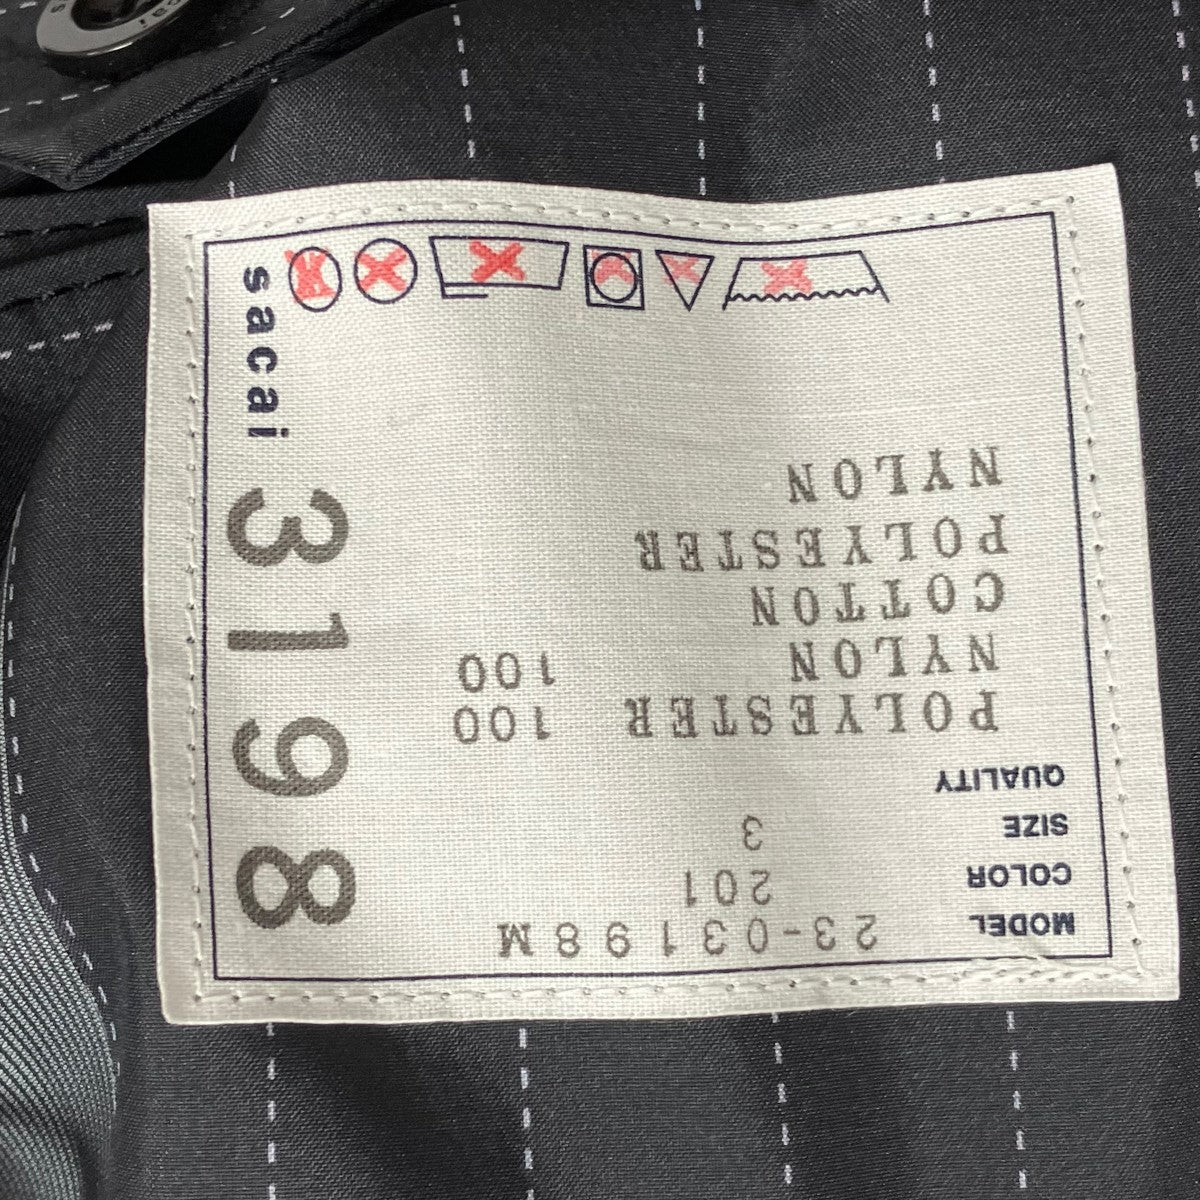 MODEL 23-03198M
COLOR 201
SIZE 3
QUALITY
POLYESTER 100
NYLON 100
COTTON
POLYESTER
NYLON
sacai
3198